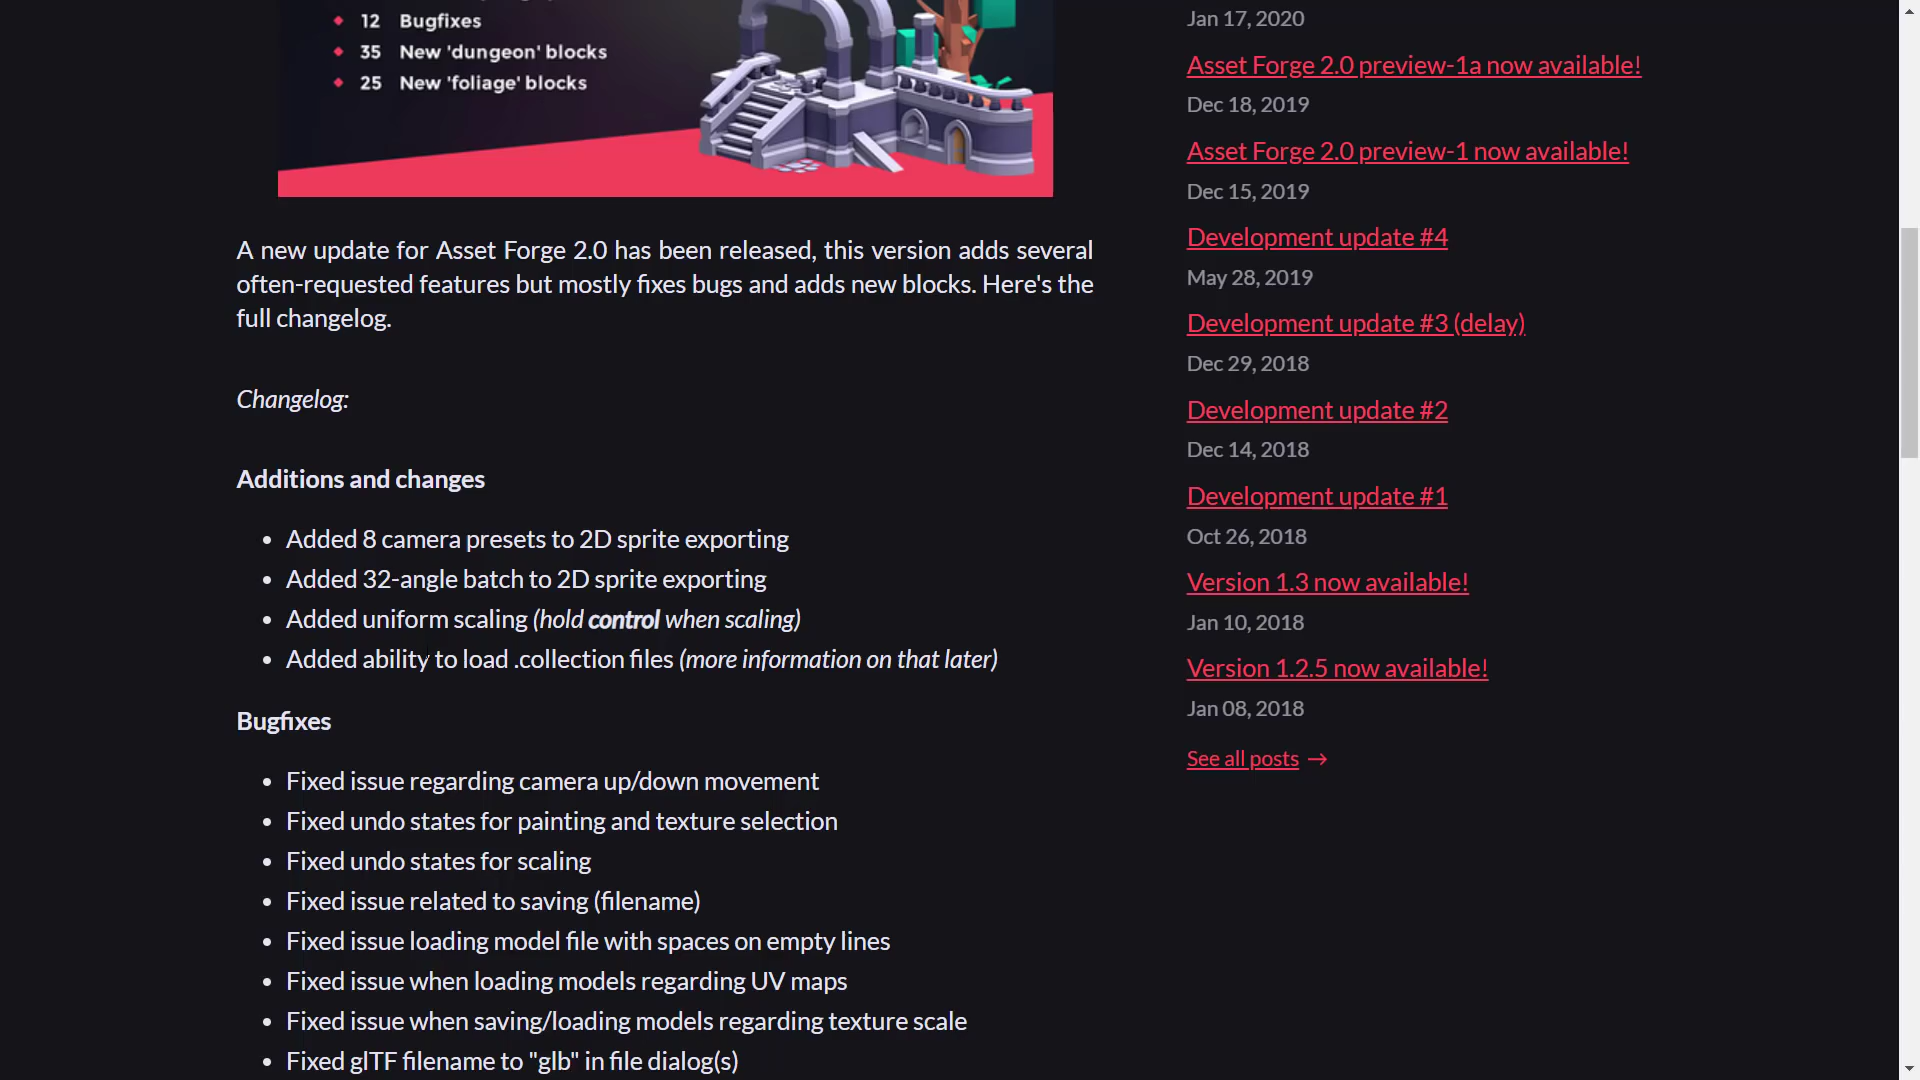 12 Bugfixes
35 New 'dungeon' blocks
25 New 'foliage' blocks
A new update for Asset Forge 2.0 has been released, this version adds several
often-requested features but mostly fixes bugs and adds new blocks. Here's the
full changelog.
Changelog:
Additions and changes
• Added 8 camera presets to 2D sprite exporting
• Added 32-angle batch to 2D sprite exporting
• Added uniform scaling (hold control when scaling)
• Added ability to load .collection files (more information on that later)
Bugfixes
• Fixed issue regarding camera up/down movement
• Fixed undo states for painting and texture selection
• Fixed undo states for scaling
• Fixed issue related to saving (filename)
• Fixed issue loading model file with spaces on empty lines
• Fixed issue when loading models regarding UV maps
• Fixed issue when saving/loading models regarding texture scale
• Fixed glTF filename to "glb" in file dialog(s)
Jan 17, 2020
Asset Forge 2.0 preview-1a now available!
Dec 18, 2019
Asset Forge 2.0 preview-1 now available!
Dec 15, 2019
Development update #4
May 28, 2019
Development update #3 (delay)
Dec 29, 2018
Development update #2
Dec 14, 2018
Development update #1
Oct 26, 2018
Version 1.3 now available!
Jan 10, 2018
Version 1.2.5 now available!
Jan 08, 2018
See all posts →